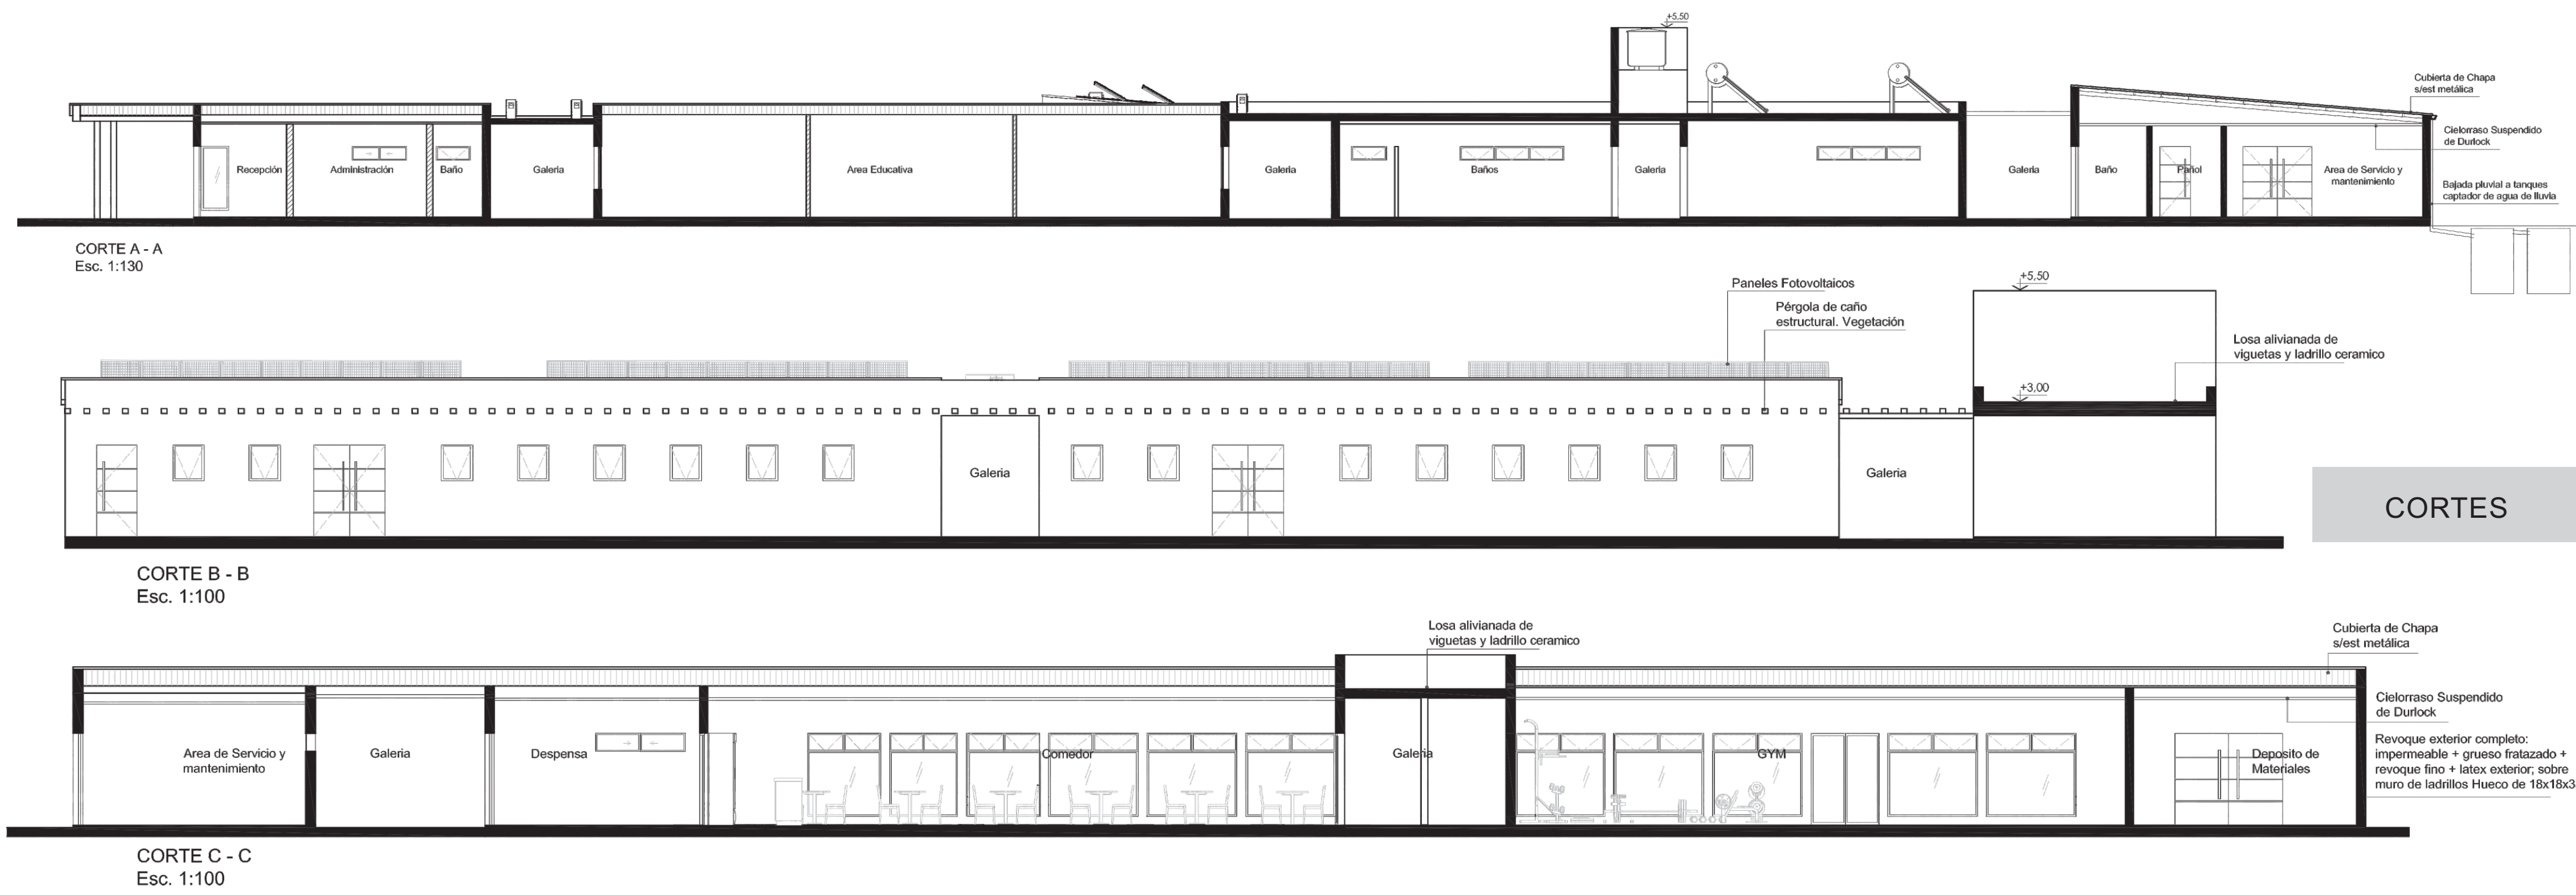 +5.50
Cubierta de Chapa
s/est metálica
Cielorraso Suspendido
de Durlock
Recepción
Administración
Baño
Galeria
Area Educativa
Galeria
Baños
Galeria
Galeria
Baño
Pañol
Area de Servicio y
mantenimiento
Bajada pluvial a tanques
captador de agua de lluvia
CORTE A - A
Esc. 1:130
+5,50
Paneles Fotovoltaicos
Pérgola de caño
estructural. Vegetación
Losa alivianada de
viguetas y ladrillo ceramico
+3,00
Galeria
Galeria
CORTES
CORTE B - B
Esc. 1:100
Losa alivianada de
viguetas y ladrillo ceramico
Cubierta de Chapa
s/est metálica
Cielorraso Suspendido
de Durlock
Area de Servicio y
mantenimiento
Galeria
Despensa
Comedor
Galeria
GYM
Deposito de
Materiales
Revoque exterior completo:
impermeable + grueso fratazado +
revoque fino + latex exterior; sobre
muro de ladrillos Hueco de 18x18x3
CORTE C - C
Esc. 1:100